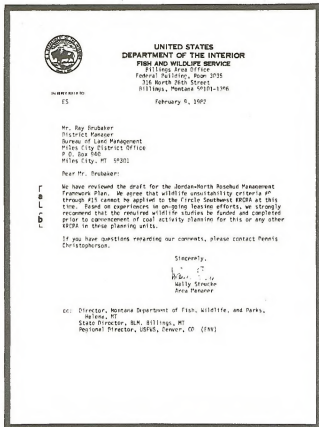 UNITED STATES
DEPARTMENT OF THE INTERIOR
FISH AND WILDLIFE SERVICE
Billings Area Office
Federal Building, Room 3035
316 North 26th Street
Billings, Montana 59101-1396
ES
February 9, 1982
Mr. Ray Brubaker
District Manager
Bureau of Land Management
Miles City District Office
P.O. Box 940
Miles City, MT 59301
Dear Mr. Brubaker:
We have reviewed the draft for the Jordan-North Rosebud Management
Framework Plan. We agree that wildlife unsuitability criteria #9
through #15 cannot be applied to the Circle Southwest KRCRA at this
time. Based on experiences in on-going leasing efforts, we strongly
recommend that the required wildlife studies be funded and completed
prior to commencement of coal activity planning for this or any other
KRCRA in these planning units.
If you have questions regarding our comments, please contact Dennis
Christopherson.
Sincerely,
Wally Steucke
Area Manager
cc: Director, Montana Department of Fish, Wildlife, and Parks,
Helena, MT
State Director, BLM, Billings, MT
Regional Director, USFWS, Denver, CO (ENV)